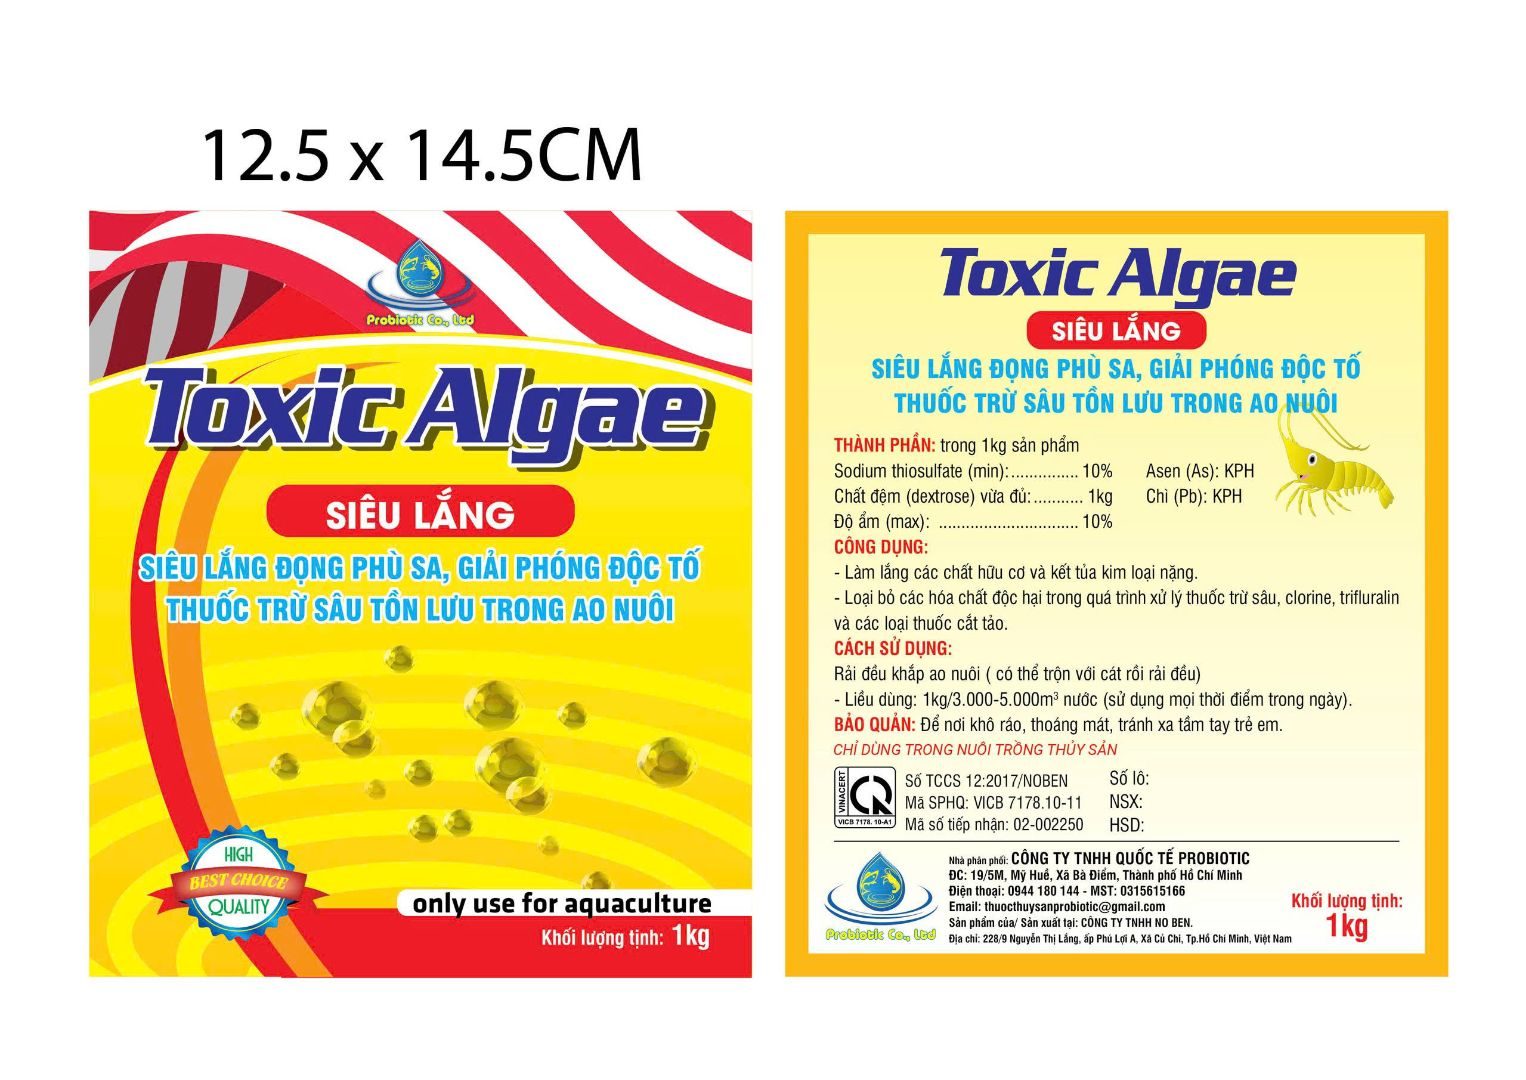 12.5 x 14.5CM
Probiotic Co., Ltd
Toxic Algae
SIÊU LẮNG
SIÊU LẮNG ĐỌNG PHÙ SA, GIẢI PHÓNG ĐỘC TỐ
THUỐC TRỪ SÂU TỒN LƯU TRONG AO NUÔI
HIGH
BEST CHOICE
QUALITY
only use for aquaculture
Khối lượng tịnh: 1kg
Toxic Algae
SIÊU LẮNG
SIÊU LẮNG ĐỌNG PHÙ SA, GIẢI PHÓNG ĐỘC TỐ
THUỐC TRỪ SÂU TỒN LƯU TRONG AO NUÔI
THÀNH PHẦN: trong 1kg sản phẩm
Sodium thiosulfate (min):............... 10% Asen (As): KPH
Chất đệm (dextrose) vừa đủ:........... 1kg Chì (Pb): KPH
Độ ẩm (max): ............................... 10%
CÔNG DỤNG:
- Làm lắng các chất hữu cơ và kết tủa kim loại nặng.
- Loại bỏ các hóa chất độc hại trong quá trình xử lý thuốc trừ sâu, clorine, trifluralin
và các loại thuốc cắt tảo.
CÁCH SỬ DỤNG:
Rải đều khắp ao nuôi ( có thể trộn với cát rồi rải đều)
- Liều dùng: 1kg/3.000-5.000m³ nước (sử dụng mọi thời điểm trong ngày).
BẢO QUẢN: Để nơi khô ráo, thoáng mát, tránh xa tầm tay trẻ em.
CHỈ DÙNG TRONG NUÔI TRỒNG THỦY SẢN
VINACERT
VICB 7178. 10-A1
Số TCCS 12:2017/NOBEN Số lô:
Mã SPHQ: VICB 7178.10-11 NSX:
Mã số tiếp nhận: 02-002250 HSD:
Probiotic Co., Ltd
Nhà phân phối: CÔNG TY TNHH QUỐC TẾ PROBIOTIC
ĐC: 19/5M, Mỹ Huề, Xã Bà Điểm, Thành phố Hồ Chí Minh
Điện thoại: 0944 180 144 - MST: 0315615166
Email: thuocthuysanprobiotic@gmail.com
Sản phẩm của/ Sản xuất tại: CÔNG TY TNHH NO BEN.
Địa chỉ: 228/9 Nguyễn Thị Lắng, ấp Phú Lợi A, Xã Củ Chi, Tp.Hồ Chí Minh, Việt Nam
Khối lượng tịnh:
1kg